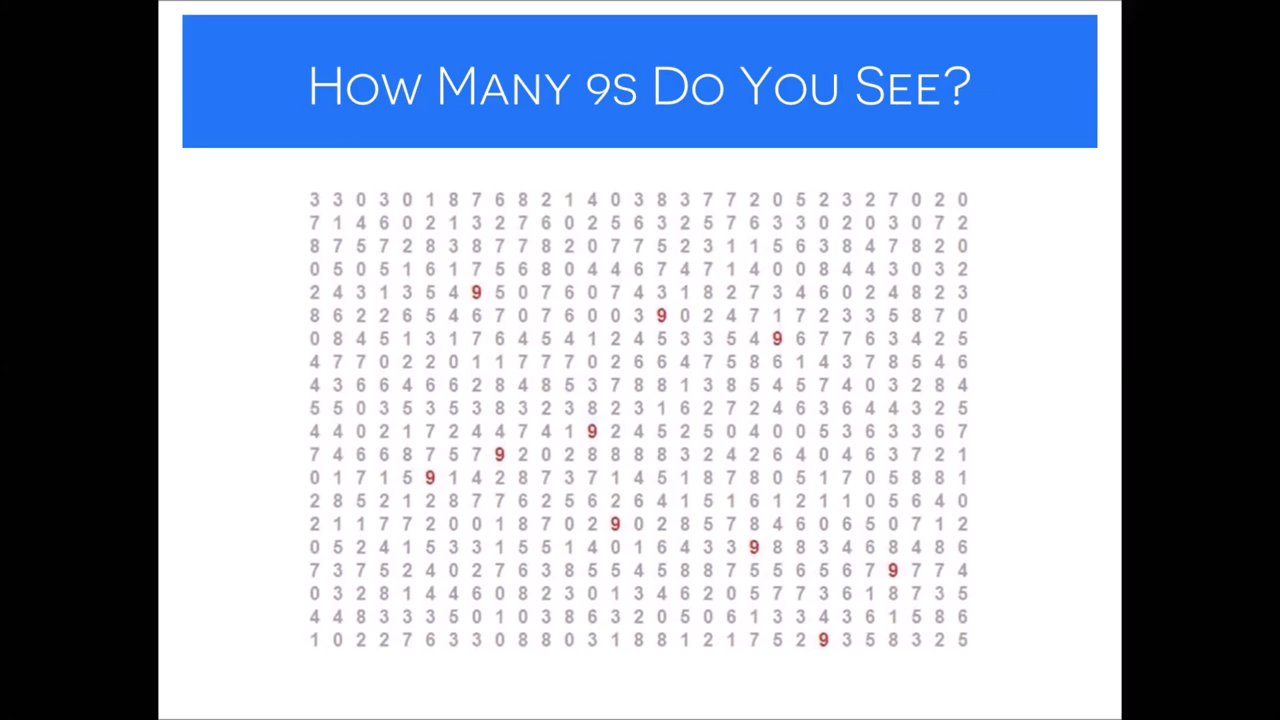 How Many 9s Do You See?
3 3 0 3 0 1 8 7 6 8 2 1 4 0 3 8 3 7 7 2 0 5 2 3 2 7 0 2 0
7 1 4 6 0 2 1 3 2 7 6 0 2 5 6 3 2 5 7 6 3 3 0 2 0 3 0 7 2
8 7 5 7 2 8 3 8 7 7 8 2 0 7 7 5 2 3 1 1 5 6 3 8 4 7 8 2 0
0 5 0 5 1 6 1 7 5 6 8 0 4 4 6 7 4 7 1 4 0 0 8 4 4 3 0 3 2
2 4 3 1 3 5 4 9 5 0 7 6 0 7 4 3 1 8 2 7 3 4 6 0 2 4 8 2 3
8 6 2 2 6 5 4 6 7 0 7 6 0 0 3 9 0 2 4 7 1 7 2 3 3 5 8 7 0
0 8 4 5 1 3 1 7 6 4 5 4 1 2 4 5 3 3 5 4 9 6 7 7 6 3 4 2 5
4 7 7 0 2 2 0 1 1 7 7 7 0 2 6 6 4 7 5 8 6 1 4 3 7 8 5 4 6
4 3 6 6 4 6 6 2 8 4 8 5 3 7 8 8 1 3 8 5 4 5 7 4 0 3 2 8 4
5 5 0 3 5 3 5 3 8 3 2 3 8 2 3 1 6 2 7 2 4 6 3 6 4 4 3 2 5
4 4 0 2 1 7 2 4 4 7 4 1 9 2 4 5 2 5 0 4 0 0 5 3 6 3 3 6 7
7 4 6 6 8 7 5 7 9 2 0 2 8 8 8 8 3 2 4 2 6 4 0 4 6 3 7 2 1
0 1 7 1 5 9 1 4 2 8 7 3 7 1 4 5 1 8 7 8 0 5 1 7 0 5 8 8 1
2 8 5 2 1 2 8 7 7 6 2 5 6 2 6 4 1 5 1 6 1 2 1 1 0 5 6 4 0
2 1 1 7 7 2 0 0 1 8 7 0 2 9 0 2 8 5 7 8 4 6 0 6 5 0 7 1 2
0 5 2 4 1 5 3 3 1 5 5 1 4 0 1 6 4 3 3 9 8 8 3 4 6 8 4 8 6
7 3 7 5 2 4 0 2 7 6 3 8 5 5 4 5 8 8 7 5 5 6 5 6 7 9 7 7 4
0 3 2 8 1 4 4 6 0 8 2 3 0 1 3 4 6 2 0 5 7 7 3 6 1 8 7 3 5
4 4 8 3 3 3 5 0 1 0 3 8 6 3 2 0 5 0 6 1 3 3 4 3 6 1 5 8 6
1 0 2 2 7 6 3 3 0 8 8 0 3 1 8 8 1 2 1 7 5 2 9 3 5 8 3 2 5